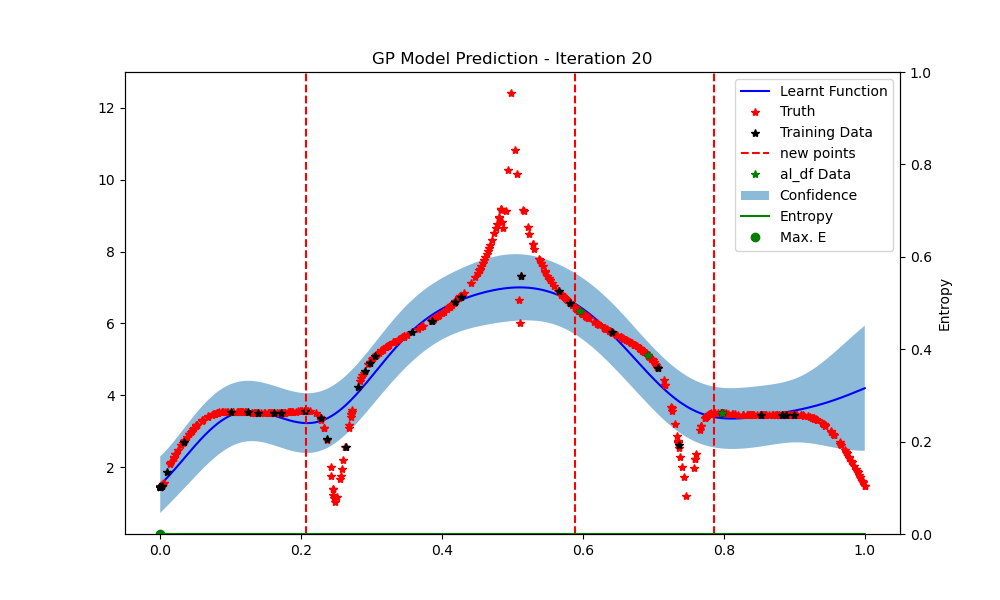 GP Model Prediction - Iteration 20
Learnt Function
Truth
Training Data
new points
al_df Data
Confidence
Entropy
Max. E
12
10
8
6
4
2
0.0
0.2
0.4
0.6
0.8
1.0
1.0
0.8
0.6
0.4
0.2
0.0
Entropy